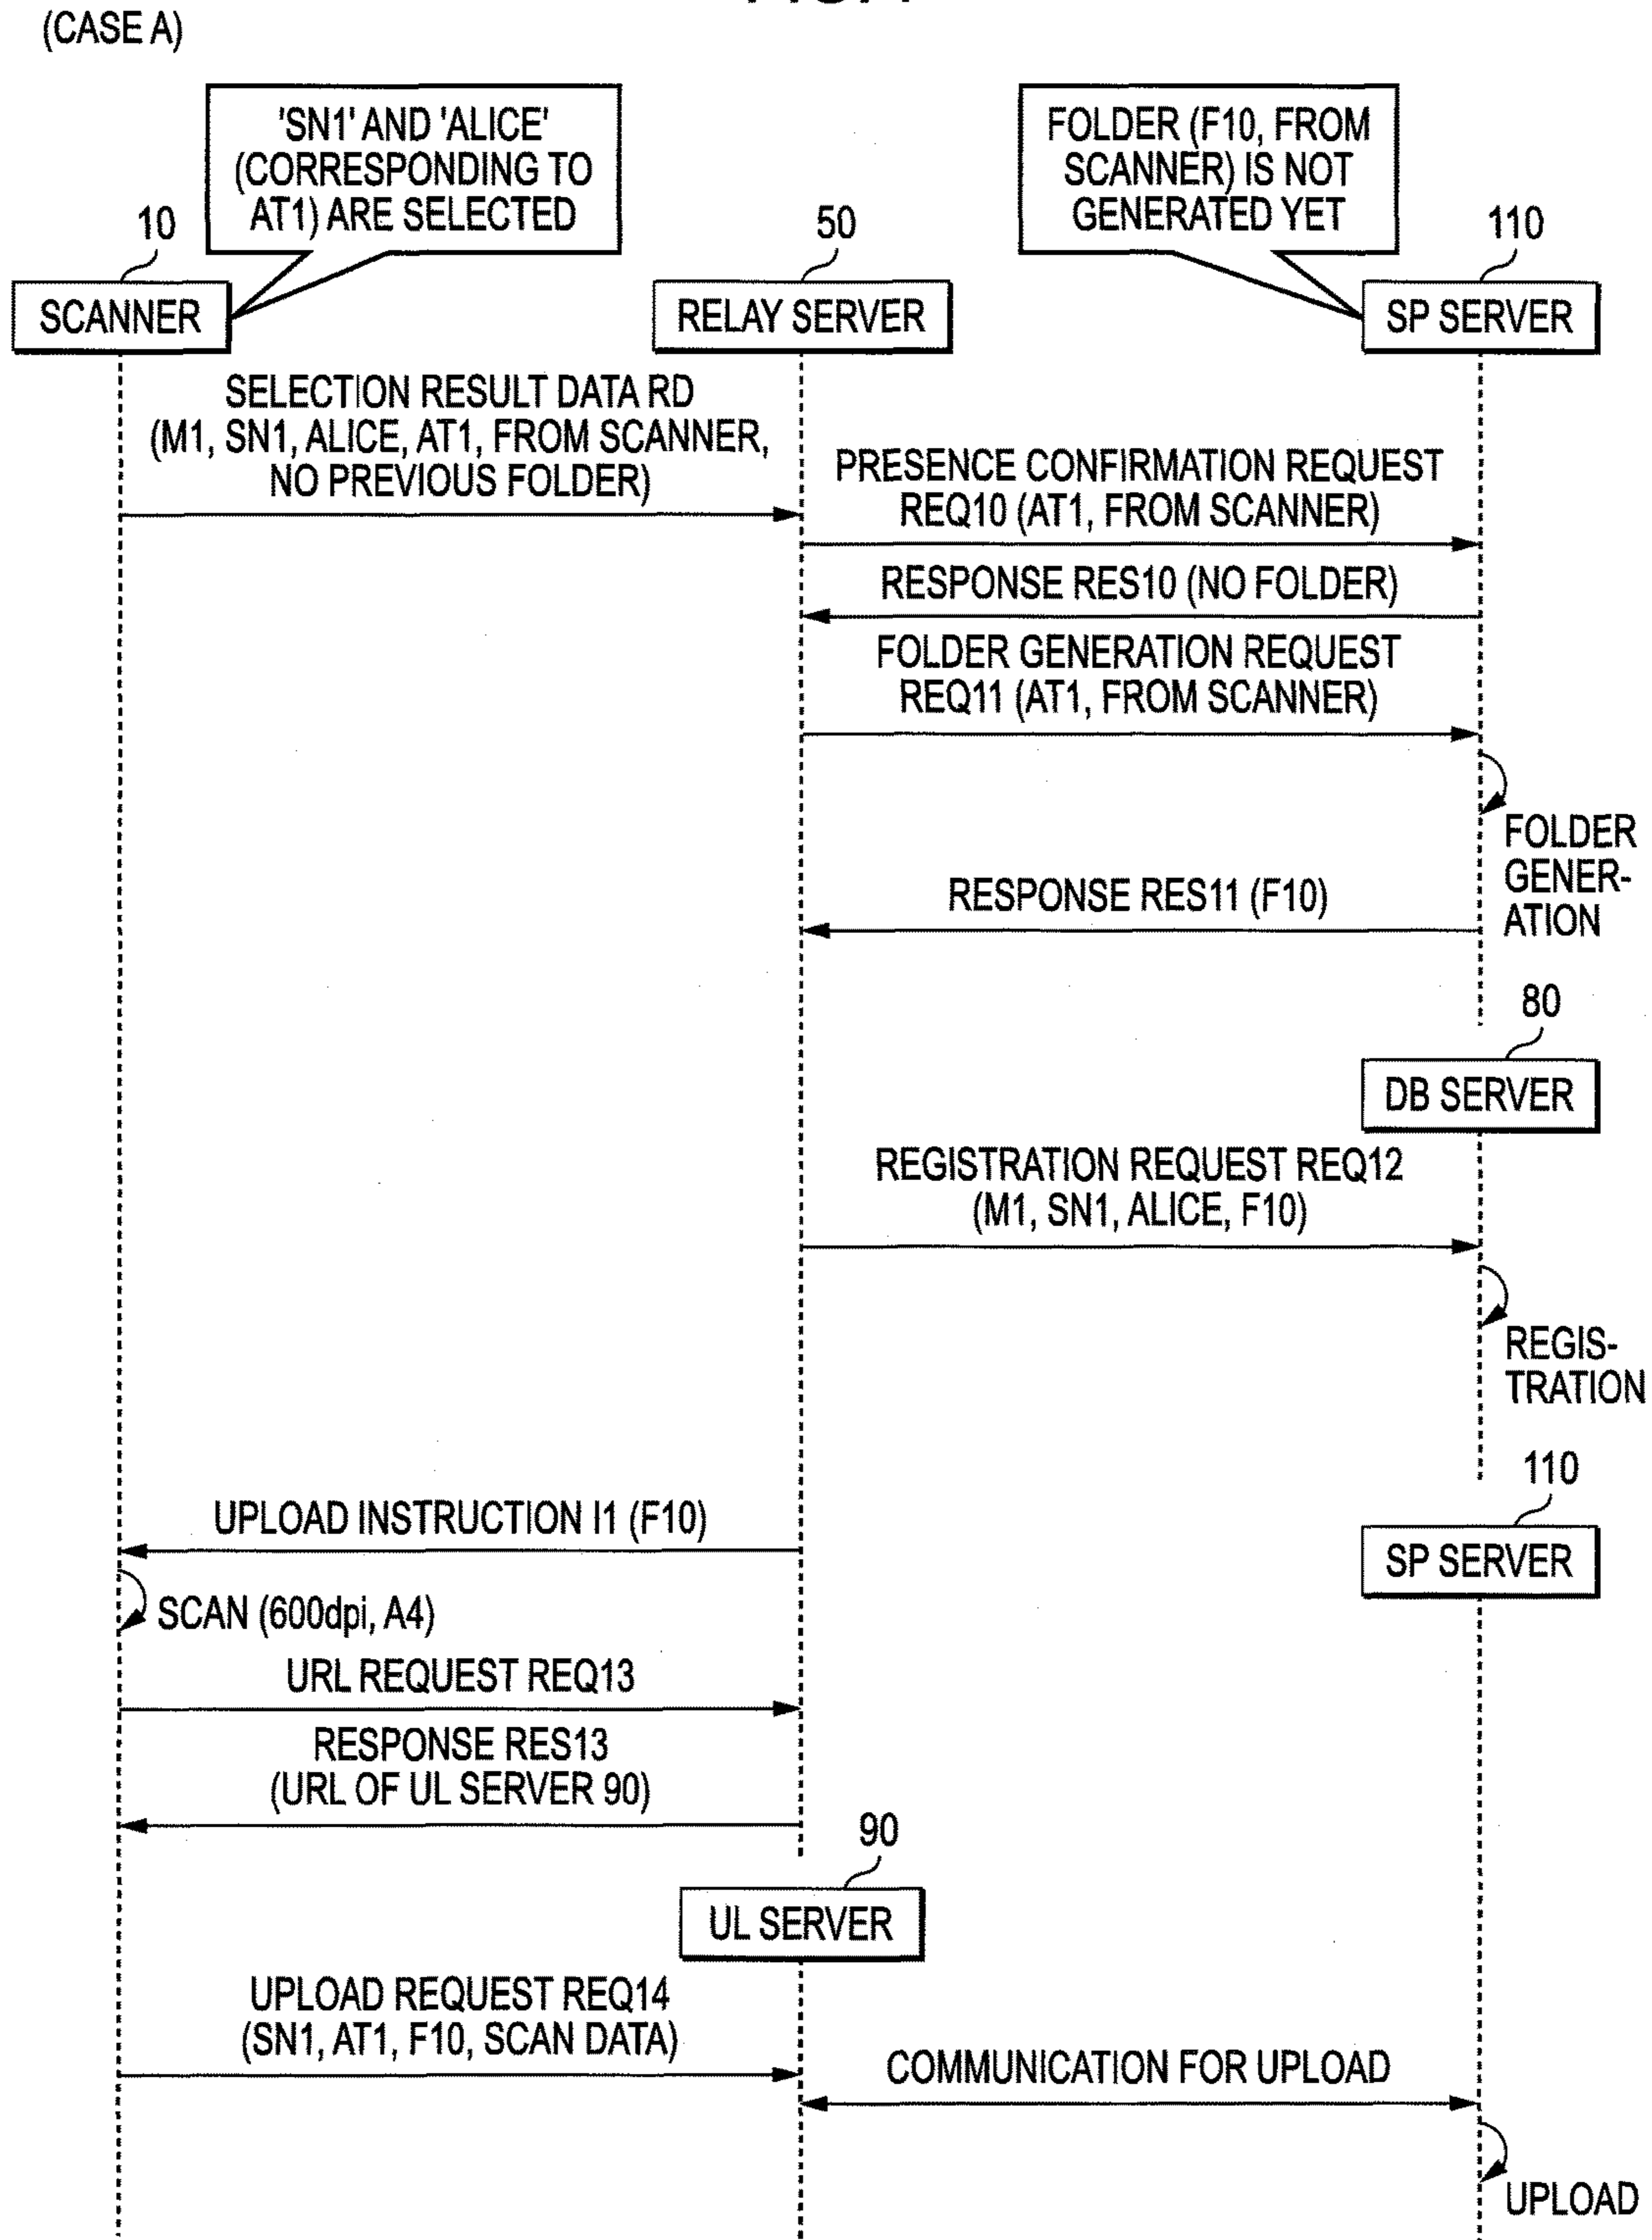 (CASE A)
'SN1' AND 'ALICE'
(CORRESPONDING TO
AT1) ARE SELECTED
FOLDER (F10, FROM
SCANNER) IS NOT
GENERATED YET
10
50
110
SCANNER
RELAY SERVER
SP SERVER
SELECTION RESULT DATA RD
(M1, SN1, ALICE, AT1, FROM SCANNER,
NO PREVIOUS FOLDER)
PRESENCE CONFIRMATION REQUEST
REQ10 (AT1, FROM SCANNER)
RESPONSE RES10 (NO FOLDER)
FOLDER GENERATION REQUEST
REQ11 (AT1, FROM SCANNER)
FOLDER
GENER-
ATION
RESPONSE RES11 (F10)
80
DB SERVER
REGISTRATION REQUEST REQ12
(M1, SN1, ALICE, F10)
REGIS-
TRATION
110
SP SERVER
UPLOAD INSTRUCTION I1 (F10)
SCAN (600dpi, A4)
URL REQUEST REQ13
RESPONSE RES13
(URL OF UL SERVER 90)
90
UL SERVER
UPLOAD REQUEST REQ14
(SN1, AT1, F10, SCAN DATA)
COMMUNICATION FOR UPLOAD
UPLOAD